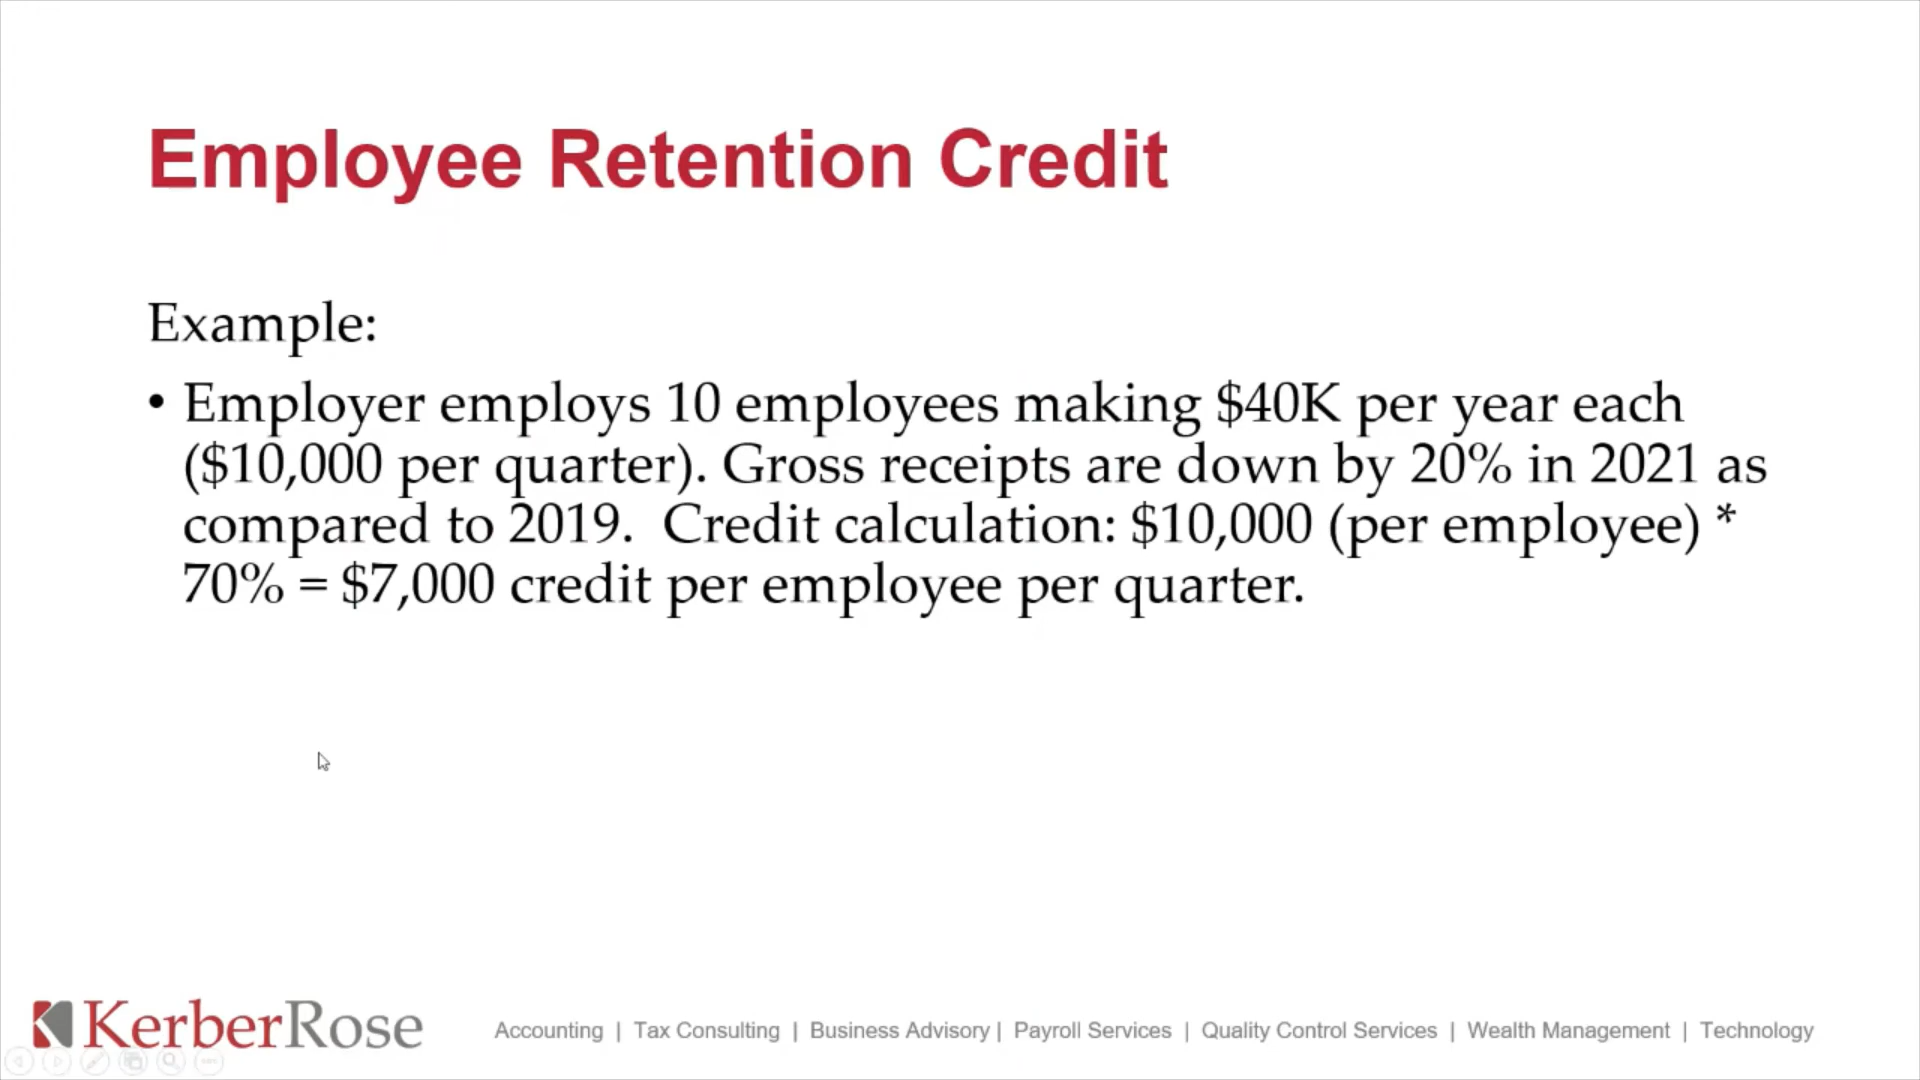 Employee Retention Credit
Example:
• Employer employs 10 employees making $40K per year each
($10,000 per quarter). Gross receipts are down by 20% in 2021 as
compared to 2019.  Credit calculation: $10,000 (per employee) *
70% = $7,000 credit per employee per quarter.
KerberRose
Accounting | Tax Consulting | Business Advisory | Payroll Services | Quality Control Services | Wealth Management | Technology